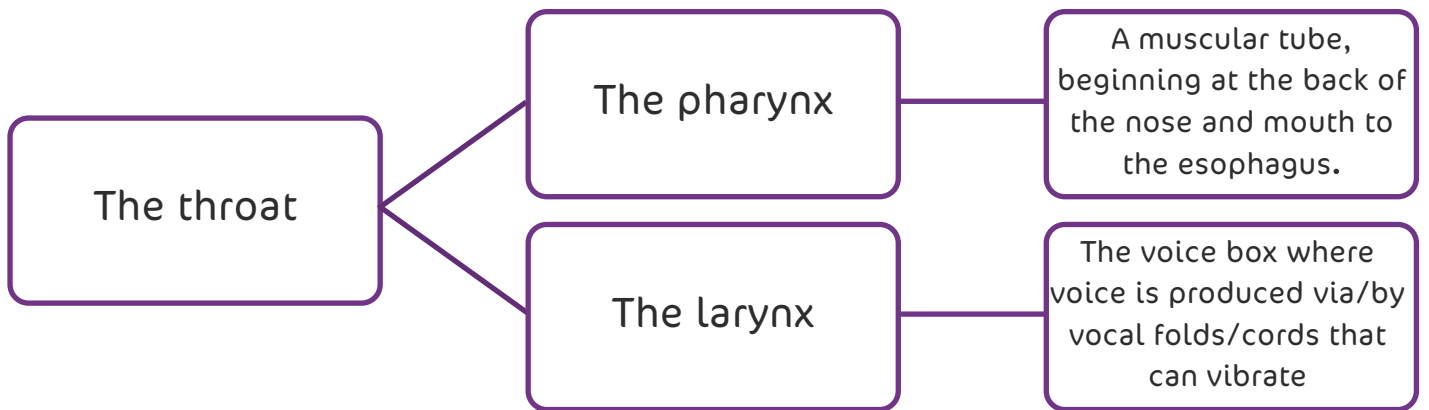 The throat
The pharynx
A muscular tube,
beginning at the back of
the nose and mouth to
the esophagus.
The larynx
The voice box where
voice is produced via/by
vocal folds/cords that
can vibrate